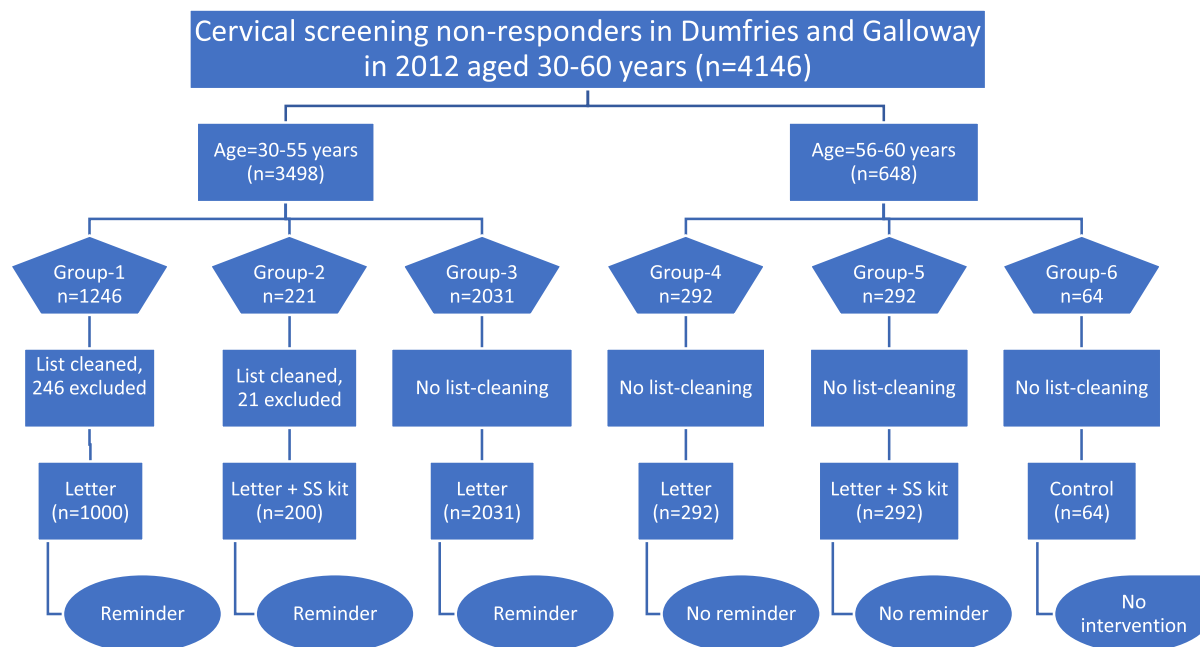 Cervical screening non-responders in Dumfries and Galloway
in 2012 aged 30-60 years (n=4146)
Age=30-55 years
(n=3498)
Age=56-60 years
(n=648)
Group-1
n=1246
Group-2
n=221
Group-3
n=2031
Group-4
n=292
Group-5
n=292
Group-6
n=64
List cleaned,
246 excluded
List cleaned,
21 excluded
No list-cleaning
No list-cleaning
No list-cleaning
No list-cleaning
Letter
(n=1000)
Letter + SS kit
(n=200)
Letter
(n=2031)
Letter
(n=292)
Letter + SS kit
(n=292)
Control
(n=64)
Reminder
Reminder
Reminder
No reminder
No reminder
No
intervention